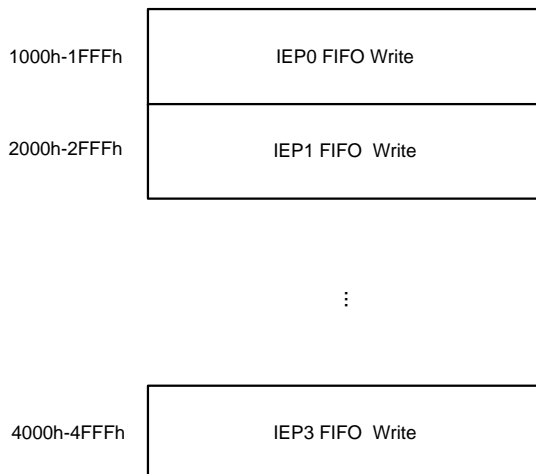 1000h-1FFFh IEP0 FIFO Write
2000h-2FFFh IEP1 FIFO Write
⋮
4000h-4FFFh IEP3 FIFO Write